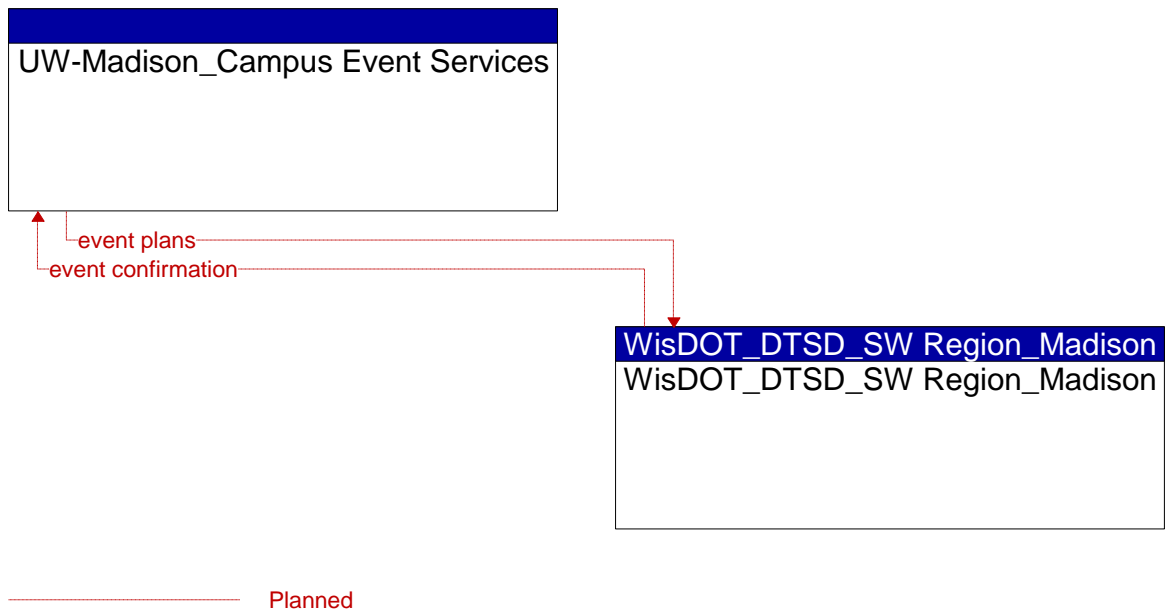 UW-Madison_Campus Event Services
event plans
event confirmation
WisDOT_DTSD_SW Region_Madison
WisDOT_DTSD_SW Region_Madison
Planned